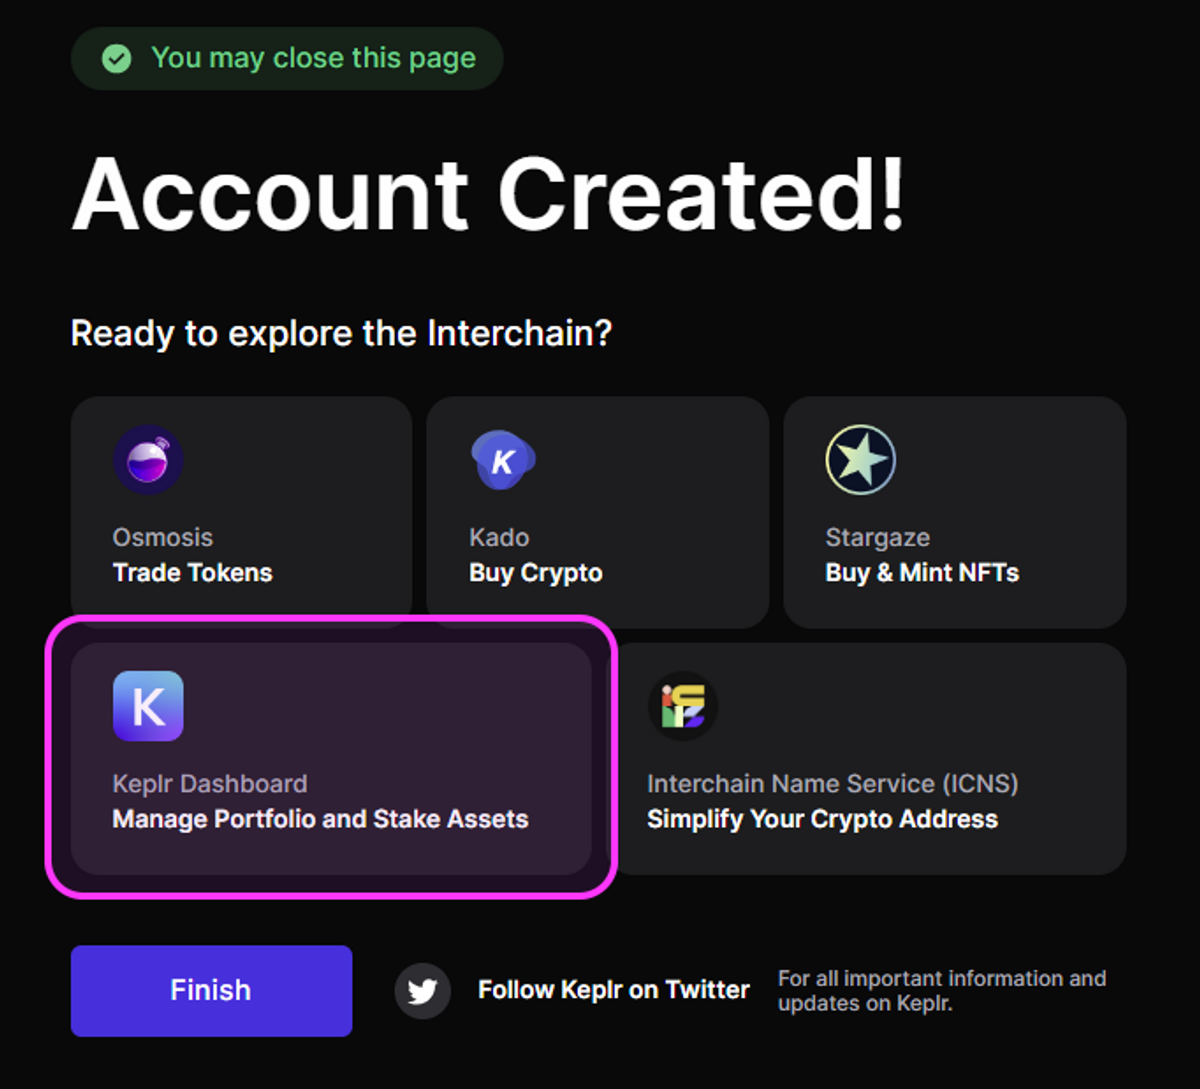 You may close this page
Account Created!
Ready to explore the Interchain?
Osmosis
Trade Tokens
K
Kado
Buy Crypto
Stargaze
Buy & Mint NFTs
K
Keplr Dashboard
Manage Portfolio and Stake Assets
Interchain Name Service (ICNS)
Simplify Your Crypto Address
Finish
Follow Keplr on Twitter
For all important information and
updates on Keplr.